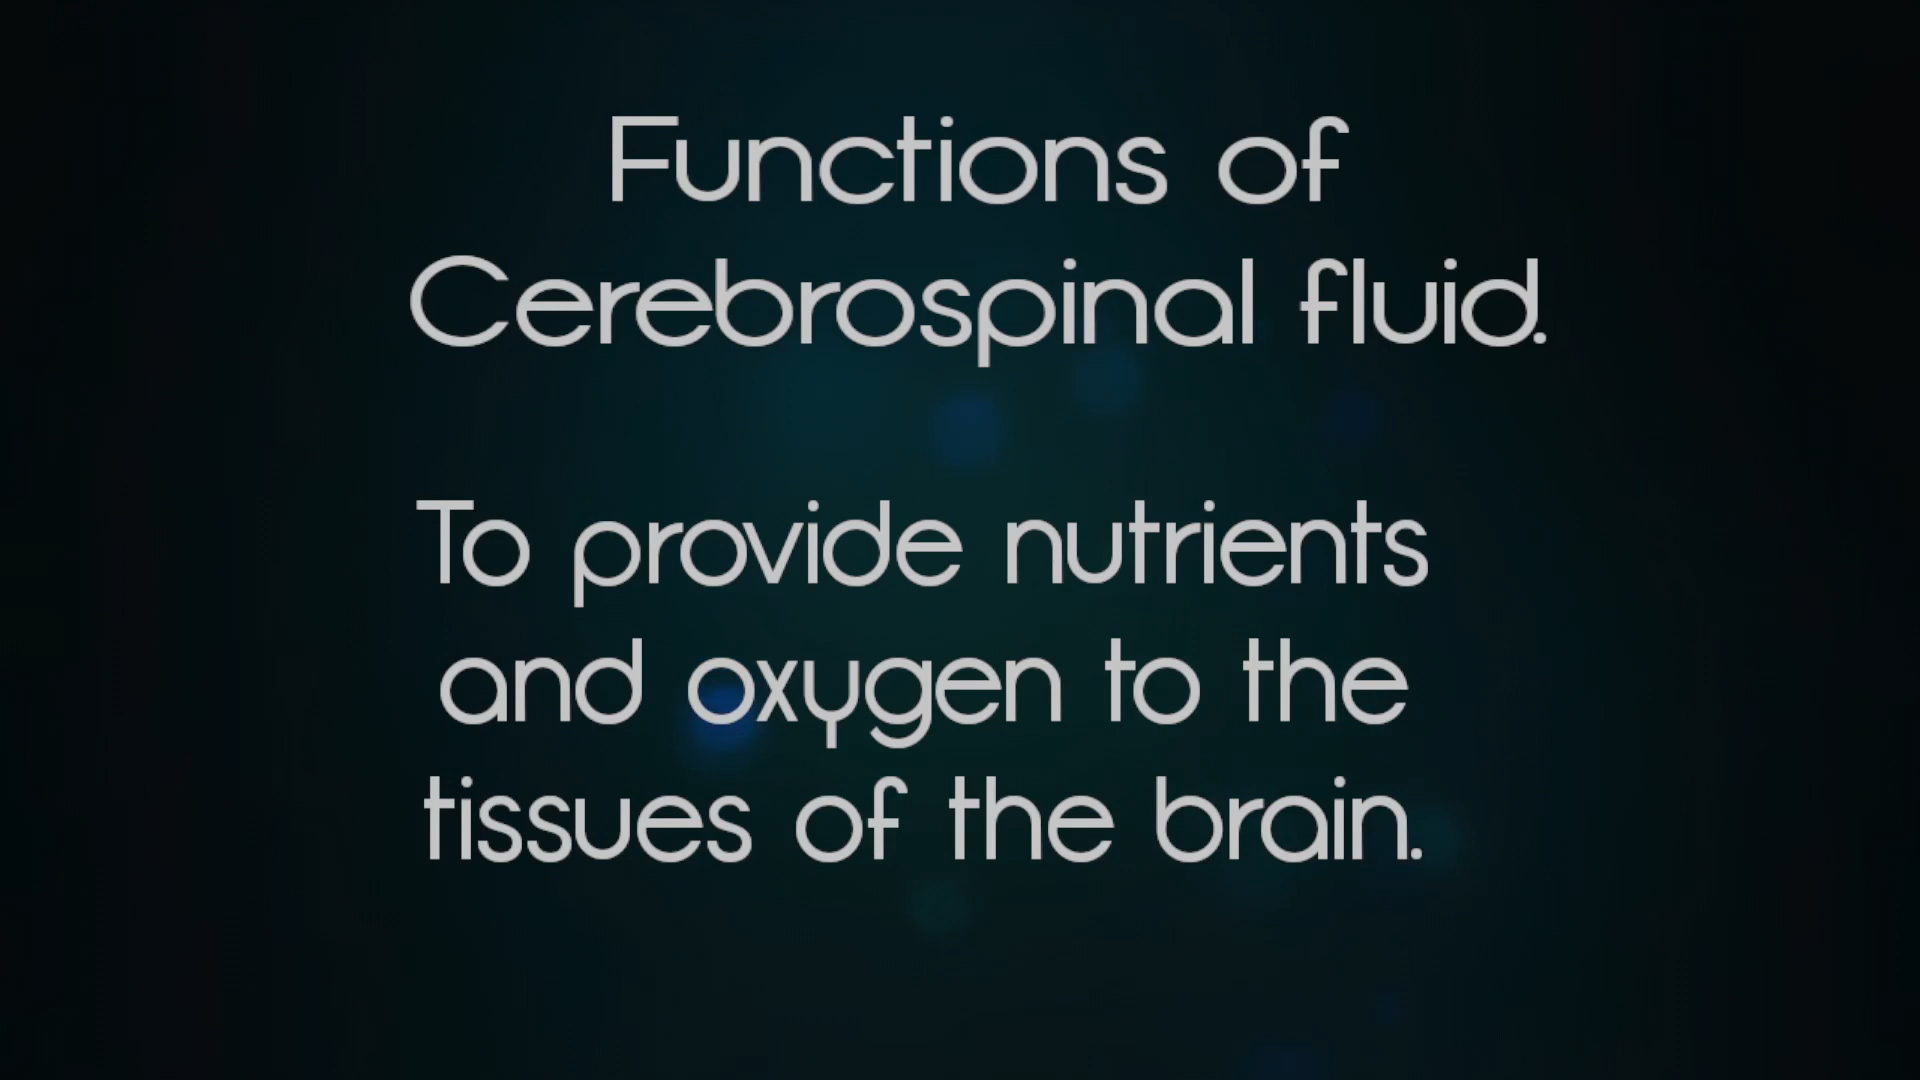 Functions of
Cerebrospinal fluid.
To provide nutrients
and oxygen to the
tissues of the brain.